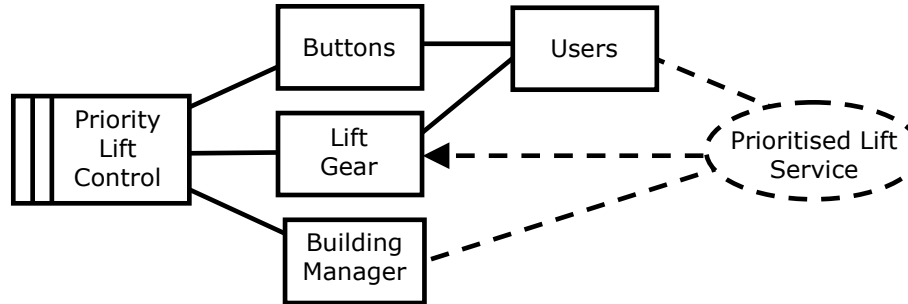 Buttons
Users
Priority
Lift
Control
Lift
Gear
Prioritised Lift
Service
Building
Manager